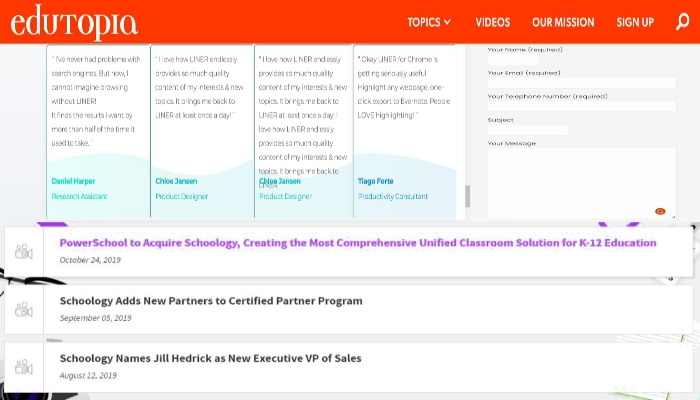 edutopia
TOPICS
VIDEOS
OUR MISSION
SIGN UP
" I've never had problems with
search engines. But now, I
cannot imagine browsing
without LINER!
It finds the results I want by
more than half of the time it
used to take. "
Daniel Harper
Research Assistant
" I love how LINER endlessly
provides so much quality
content of my interests & new
topics. It brings me back to
LINER at least once a day! "
Chloe Jansen
Product Designer
" I love how LINER endlessly
provides so much quality
content of my interests & new
topics. It brings me back to
LINER at least once a day! I
love how LINER endlessly
provides so much quality
content of my interests & new
topics. It brings me back to
LINER
Chloe Jansen
Product Designer
" Okay LINER for Chrome is
getting seriously useful.
Highlight any webpage, one-
click export to Evernote. People
LOVE highlighting! "
Tiago Forte
Productivity Consultant
Your Name (required)
Your Email (required)
Your Telephone Number (required)
Subject
Your Message
PowerSchool to Acquire Schoology, Creating the Most Comprehensive Unified Classroom Solution for K-12 Education
October 24, 2019
Schoology Adds New Partners to Certified Partner Program
September 05, 2019
Schoology Names Jill Hedrick as New Executive VP of Sales
August 12, 2019